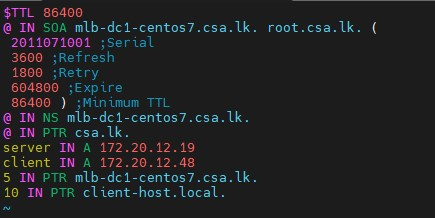 $TTL 86400
@ IN SOA mlb-dc1-centos7.csa.lk. root.csa.lk. (
 2011071001 ;Serial
 3600 ;Refresh
 1800 ;Retry
 604800 ;Expire
 86400 ) ;Minimum TTL
@ IN NS mlb-dc1-centos7.csa.lk.
@ IN PTR csa.lk.
server IN A 172.20.12.19
client IN A 172.20.12.48
5 IN PTR mlb-dc1-centos7.csa.lk.
10 IN PTR client-host.local.
~